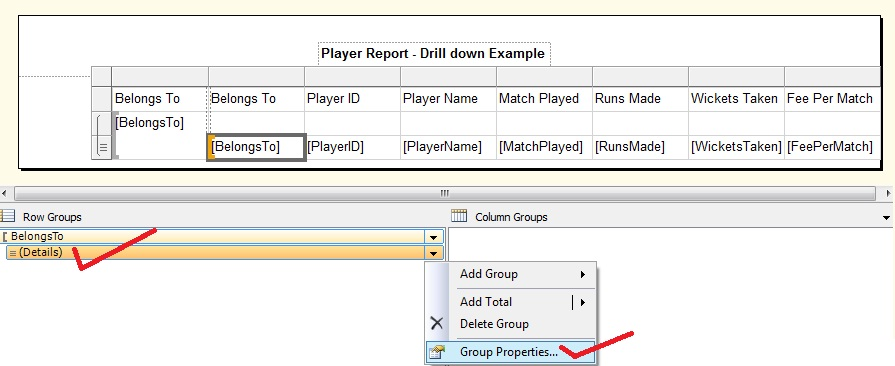 Player Report - Drill down Example
Belongs To Belongs To Player ID Player Name Match Played Runs Made Wickets Taken Fee Per Match
[BelongsTo]
[BelongsTo] [PlayerID] [PlayerName] [MatchPlayed] [RunsMade] [WicketsTaken] [FeePerMatch]
Row Groups Column Groups
BelongsTo
(Details)
Add Group
Add Total
Delete Group
Group Properties...